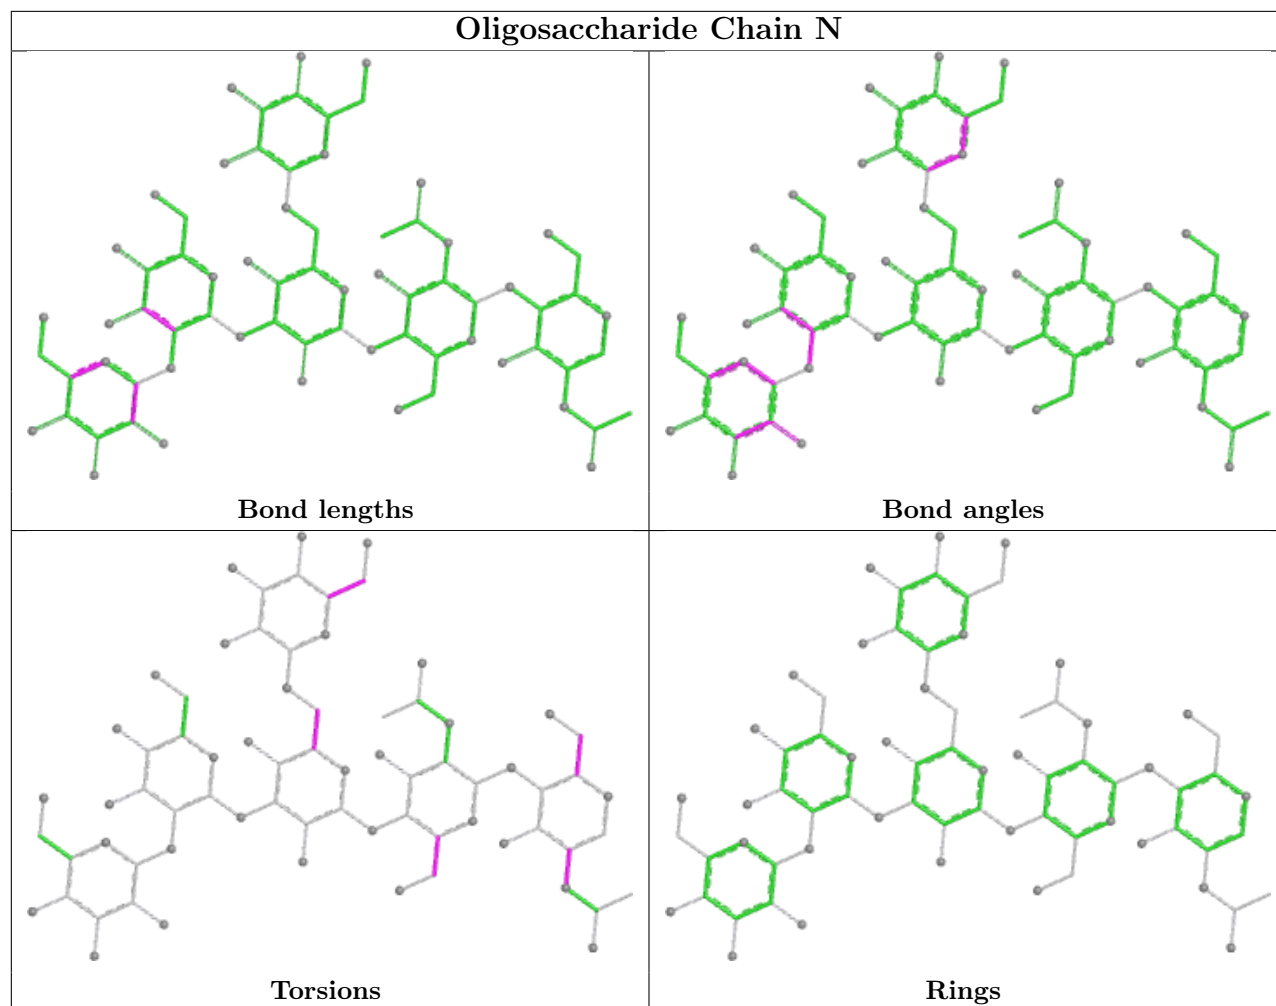 Oligosaccharide Chain N
Bond lengths
Bond angles
Torsions
Rings